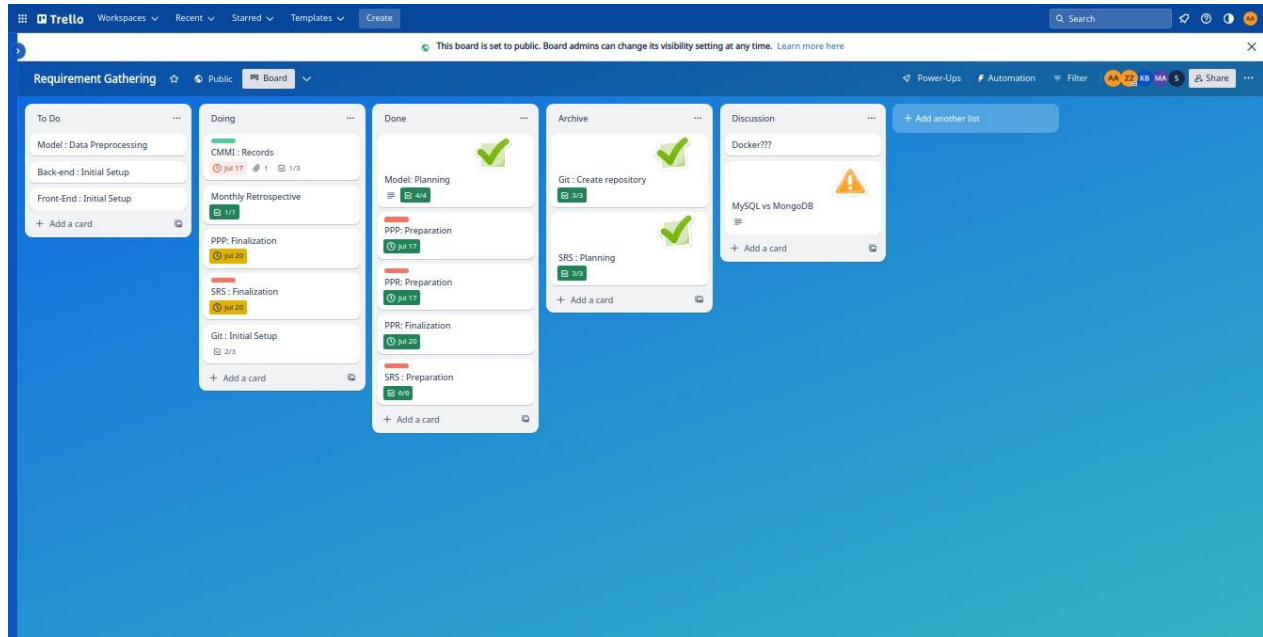 Trello Workspaces Recent Starred Templates Create Search AA
This board is set to public. Board admins can change its visibility setting at any time. Learn more here
Requirement Gathering Public Board Power-Ups Automation Filter AA ZZ KB MA S Share
To Do
Model : Data Preprocessing
Back-end : Initial Setup
Front-End : Initial Setup
+ Add a card
Doing
CMMI : Records
Jul 17 1 1/3
Monthly Retrospective
1/1
PPP: Finalization
Jul 20
SRS : Finalization
Jul 20
Git : Initial Setup
2/3
+ Add a card
Done
Model: Planning
4/4
PPP: Preparation
Jul 17
PPR: Preparation
Jul 17
PPR: Finalization
Jul 20
SRS : Preparation
6/6
+ Add a card
Archive
Git : Create repository
3/3
SRS : Planning
3/3
+ Add a card
Discussion
Docker???
MySQL vs MongoDB
+ Add a card
+ Add another list